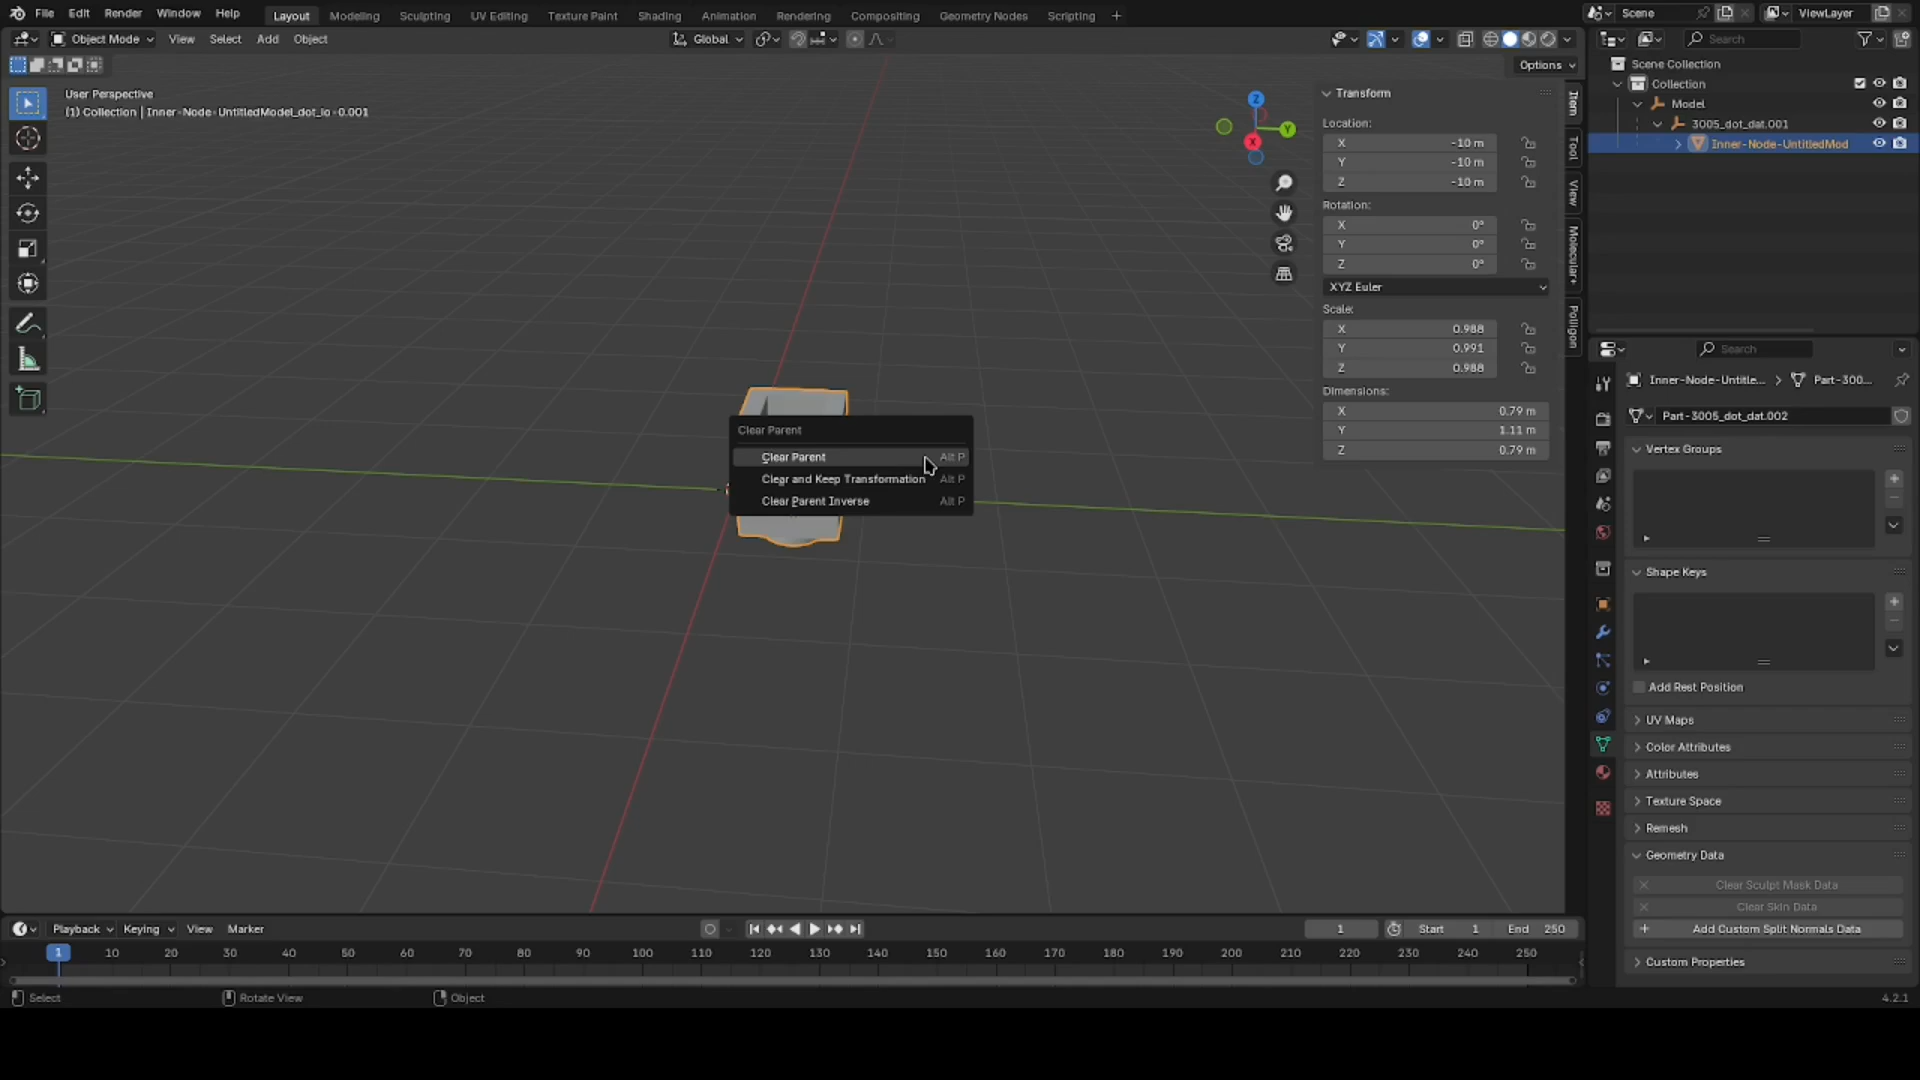 File Edit Render Window Help Layout Modeling Sculpting UV Editing Texture Paint Shading Animation Rendering Compositing Geometry Nodes Scripting + Scene ViewLayer
Object Mode View Select Add Object Global Search
Options
Scene Collection
Collection
Model
3005_dot_dat.001
Inner-Node-UntitledMod
User Perspective
(1) Collection | Inner-Node-UntitledModel_dot_io-0.001
Z
Y
X
Transform
Location:
X -10 m
Y -10 m
Z -10 m
Rotation:
X 0°
Y 0°
Z 0°
XYZ Euler
Scale:
X 0.988
Y 0.991
Z 0.988
Dimensions:
X 0.79 m
Y 1.11 m
Z 0.79 m
Item
Tool
View
Molecular+
Poliigon
Clear Parent
Clear Parent Alt P
Clear and Keep Transformation Alt P
Clear Parent Inverse Alt P
Search
Inner-Node-Untitle... > Part-300...
Part-3005_dot_dat.002
Vertex Groups
Shape Keys
Add Rest Position
UV Maps
Color Attributes
Attributes
Texture Space
Remesh
Geometry Data
Clear Sculpt Mask Data
Clear Skin Data
Add Custom Split Normals Data
Custom Properties
Playback Keying View Marker 1 Start 1 End 250
1 10 20 30 40 50 60 70 80 90 100 110 120 130 140 150 160 170 180 190 200 210 220 230 240 250
Select Rotate View Object 4.2.1